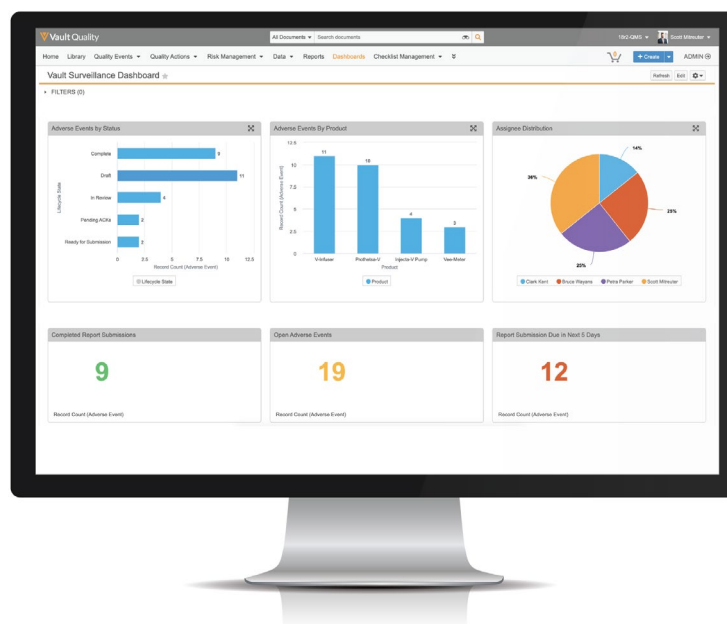 Vault Quality
All Documents
Search documents
18r2-QMS
Scott Mitreuter
Home Library Quality Events Quality Actions Risk Management Data Reports Dashboards Checklist Management
+ Create
ADMIN
Vault Surveillance Dashboard
Refresh Edit
FILTERS (0)
Adverse Events by Status
Lifecycle State
Complete 9
Draft 11
In Review 4
Pending ACKs 2
Ready for Submission 2
0 2.5 5 7.5 10 12.5
Record Count (Adverse Event)
Lifecycle State
Adverse Events By Product
Record Count (Adverse Event)
12.5
10
7.5
5
2.5
0
11 10 4 3
V-Infuser Prothelea-V Injecta-V Pump Vee-Meter
Product
Product
Assignee Distribution
14%
25%
25%
36%
Clark Kent Bruce Wayens Petra Parker Scott Mitreuter
Completed Report Submissions
9
Record Count (Adverse Event)
Open Adverse Events
19
Record Count (Adverse Event)
Report Submission Due in Next 5 Days
12
Record Count (Adverse Event)